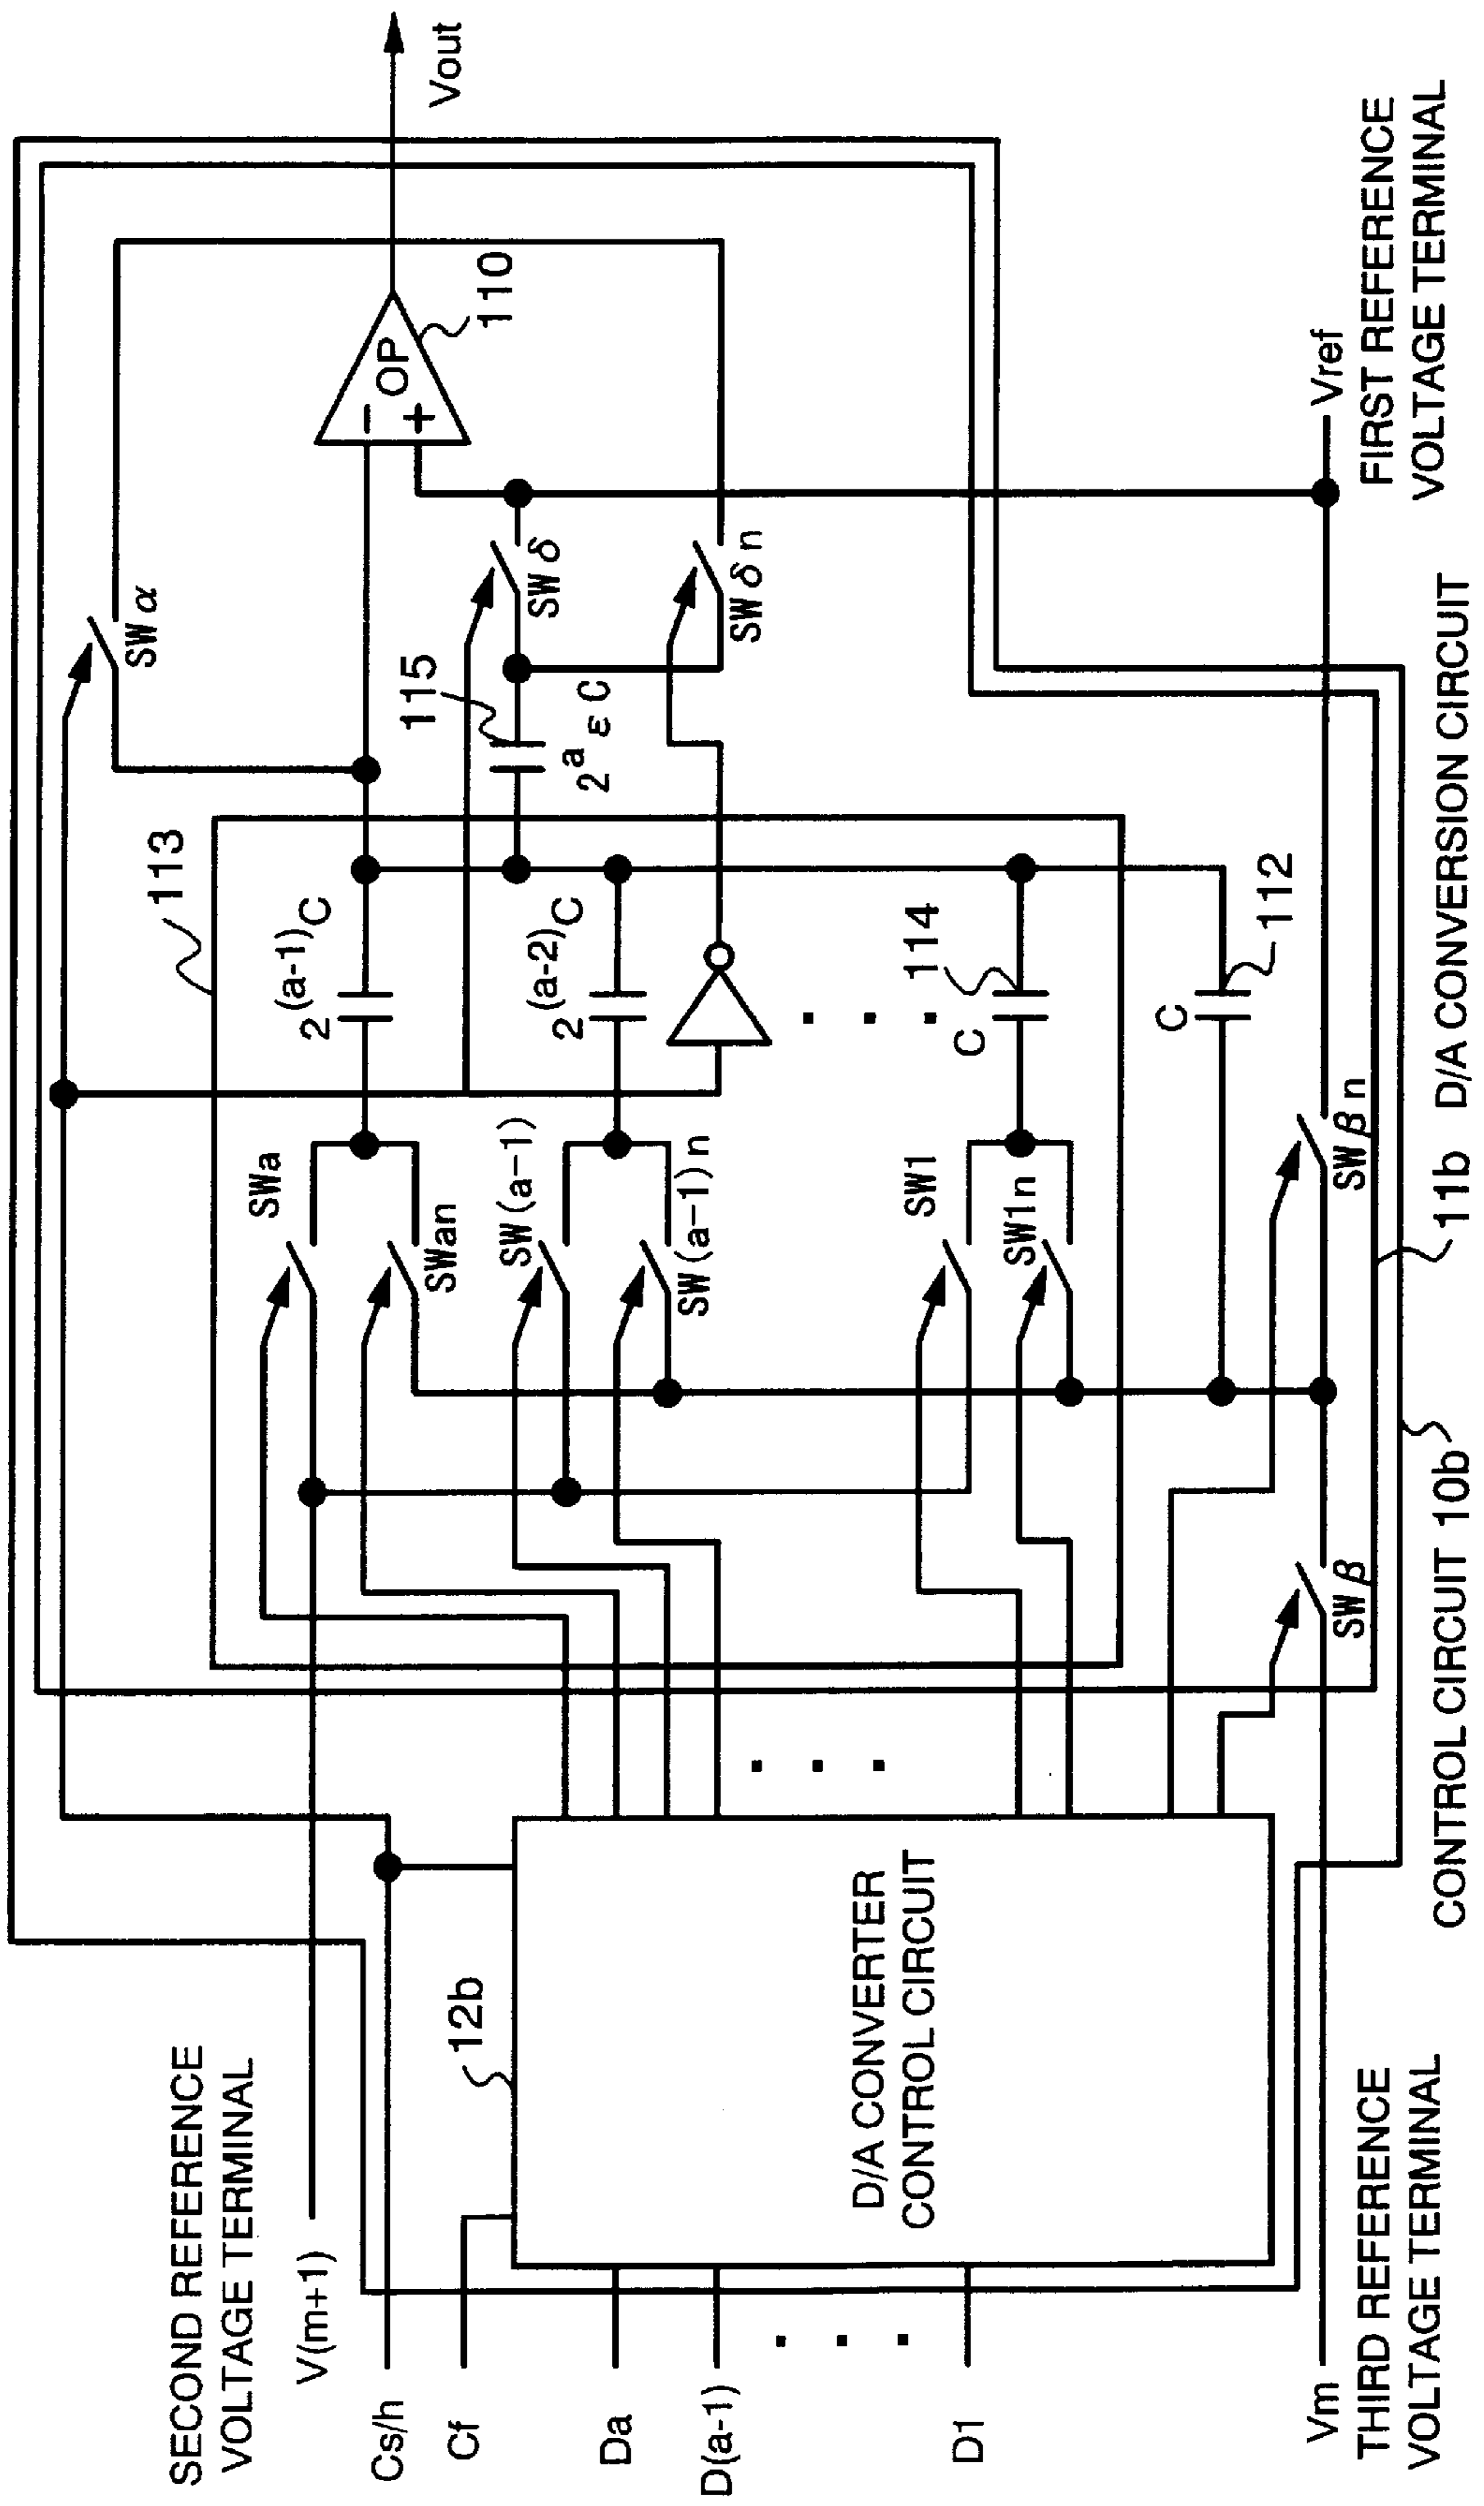 SECOND REFERENCE
VOLTAGE TERMINAL
V(m+1)
Cs/h
Cf
Da
D(a-1)
D1
Vm
THIRD REFERENCE
VOLTAGE TERMINAL
12b
D/A CONVERTER
CONTROL CIRCUIT
113
SWa
SWan
SW(a-1)
SW(a-1)n
SW1
SW1n
2(a-1)C
2(a-2)C
114
C
C
112
SWα
115
2aεC
SWδ
SWδn
OP
-
+
110
Vout
SWβ
SWβn
Vref
FIRST REFERENCE
VOLTAGE TERMINAL
CONTROL CIRCUIT 10b
11b D/A CONVERSION CIRCUIT